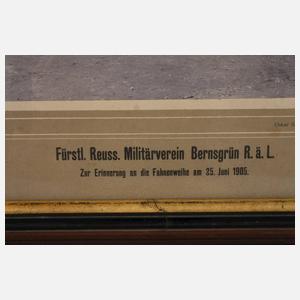 Fürstl. Reuss. Militärverein Bernsgrün R. ä. L.
Zur Erinnerung an die Fahnenweihe am 25. Juni 1905.